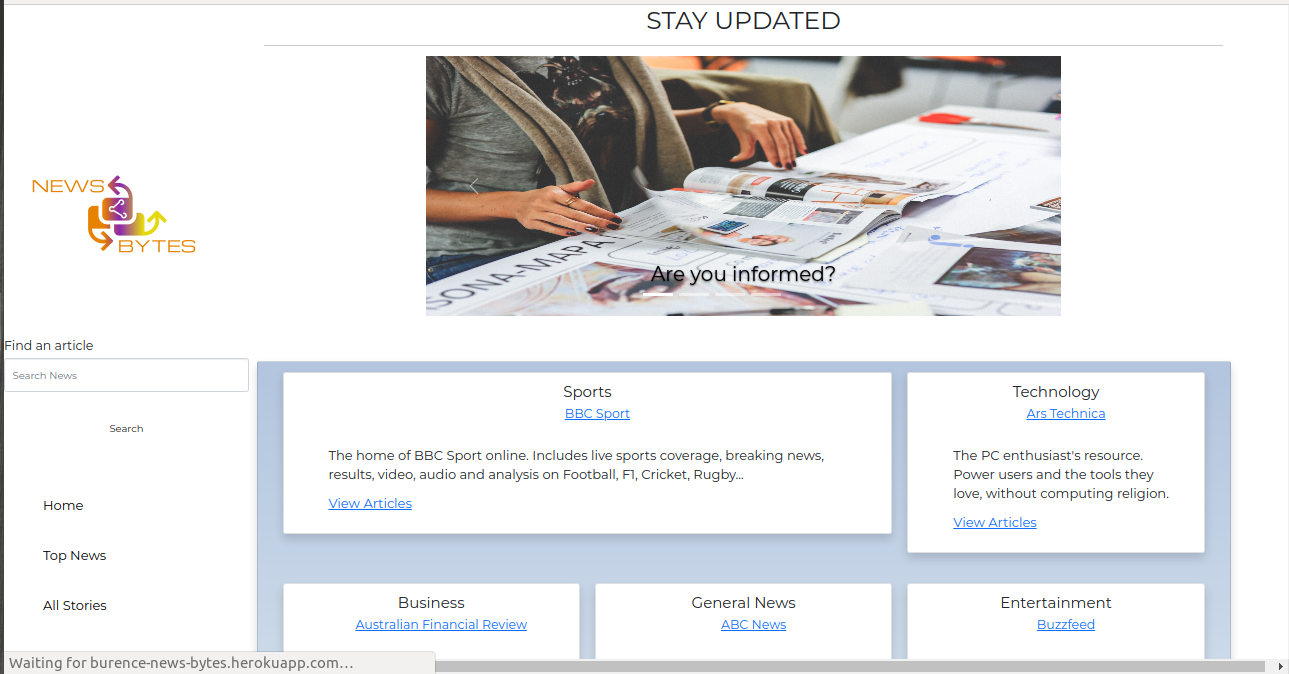 STAY UPDATED
NEWS
BYTES
SONA-MAPA
Are you informed?
Find an article
Search News
Search
Home
Top News
All Stories
Sports
BBC Sport
The home of BBC Sport online. Includes live sports coverage, breaking news,
results, video, audio and analysis on Football, F1, Cricket, Rugby...
View Articles
Technology
Ars Technica
The PC enthusiast's resource.
Power users and the tools they
love, without computing religion.
View Articles
Business
Australian Financial Review
General News
ABC News
Entertainment
Buzzfeed
Waiting for burence-news-bytes.herokuapp.com…